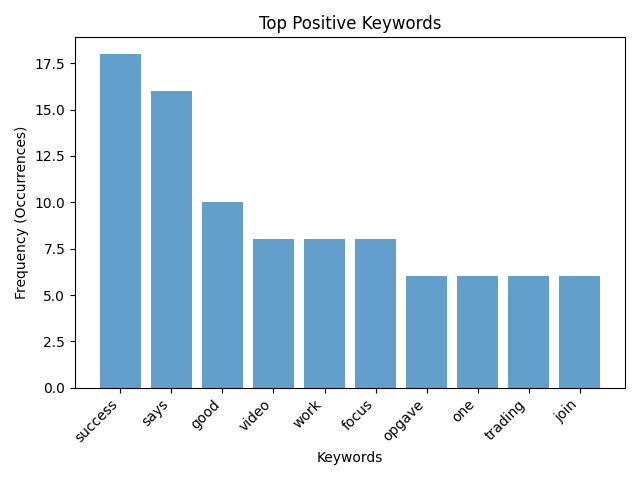 Top Positive Keywords
Frequency (Occurrences)
17.5
15.0
12.5
10.0
7.5
5.0
2.5
0.0
success
says
good
video
work
focus
opgave
one
trading
join
Keywords